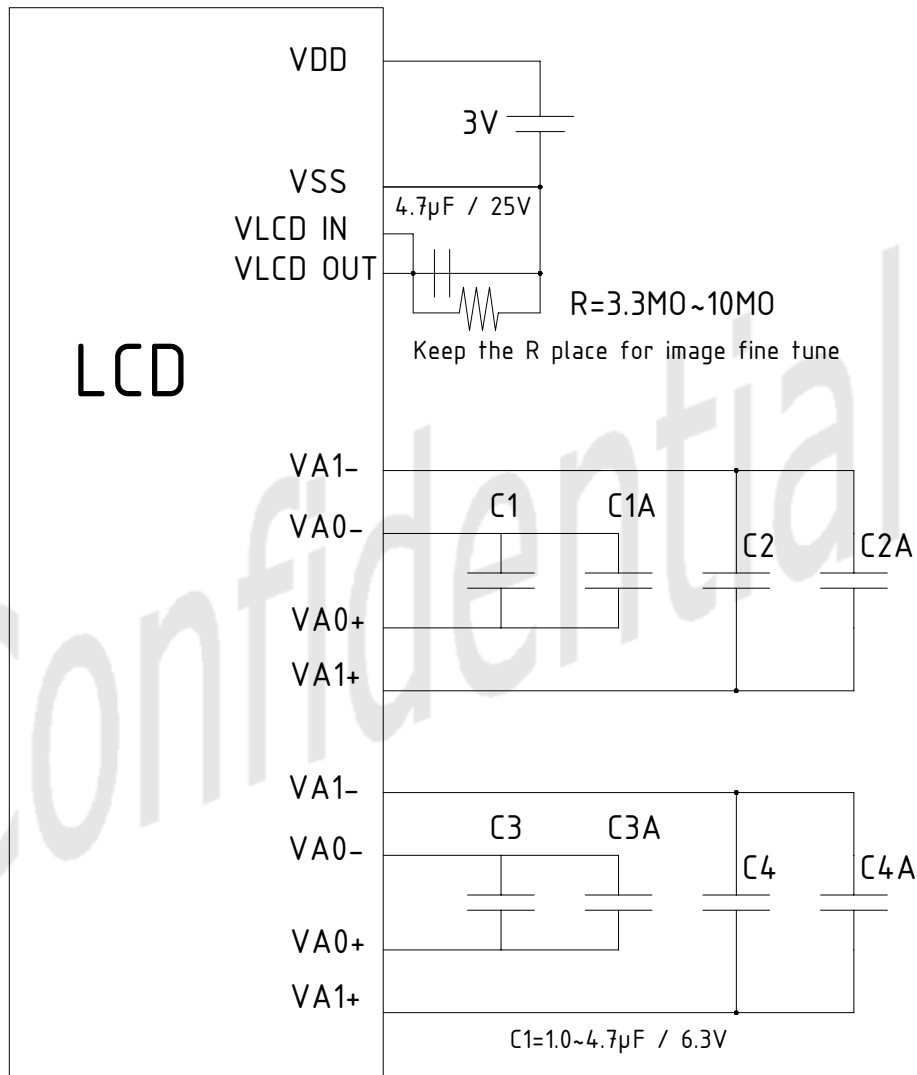 VDD
3V
VSS
4.7µF / 25V
VLCD IN
VLCD OUT
R=3.3MO~10MO
Keep the R place for image fine tune
LCD
VA1-
C1
C1A
VA0-
C2
C2A
VA0+
VA1+
VA1-
C3
C3A
VA0-
C4
C4A
VA0+
VA1+
C1=1.0~4.7µF / 6.3V
Confidential